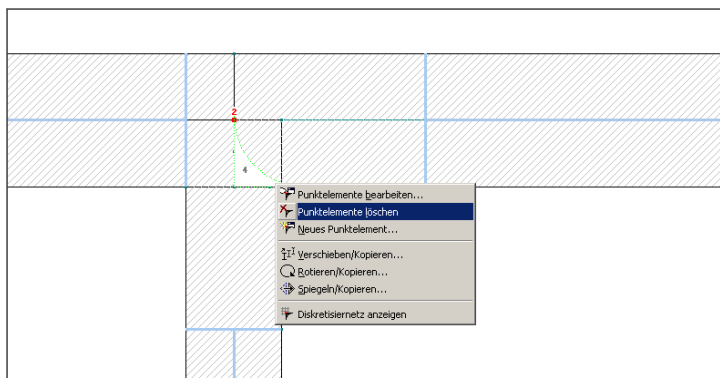 2
4
Punktelemente bearbeiten...
Punktelemente löschen
Neues Punktelement...
Verschieben/Kopieren...
Rotieren/Kopieren...
Spiegeln/Kopieren...
Diskretisiernetz anzeigen